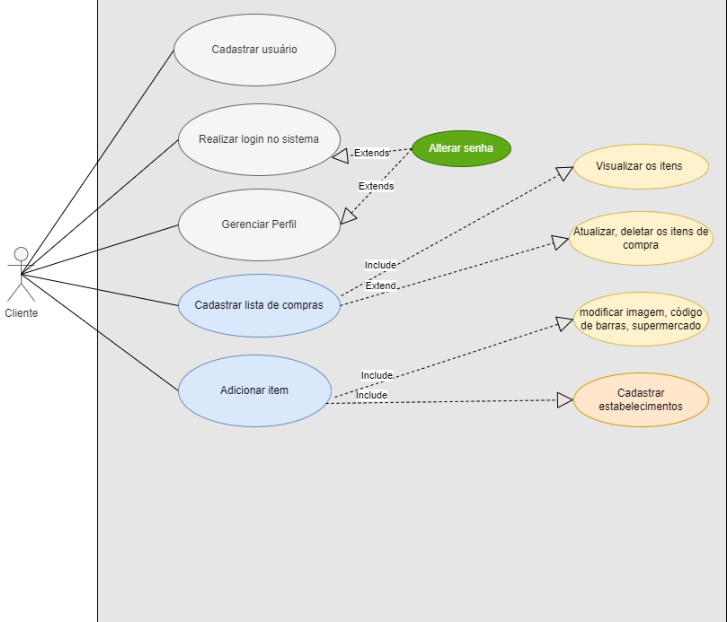 Cadastrar usuário
Realizar login no sistema
Extends
Alterar senha
Visualizar os itens
Extends
Gerenciar Perfil
Atualizar, deletar os itens de
compra
Include
Extend
Cliente
Cadastrar lista de compras
modificar imagem, código
de barras, supermercado
Include
Adicionar item
Include
Cadastrar
estabelecimentos